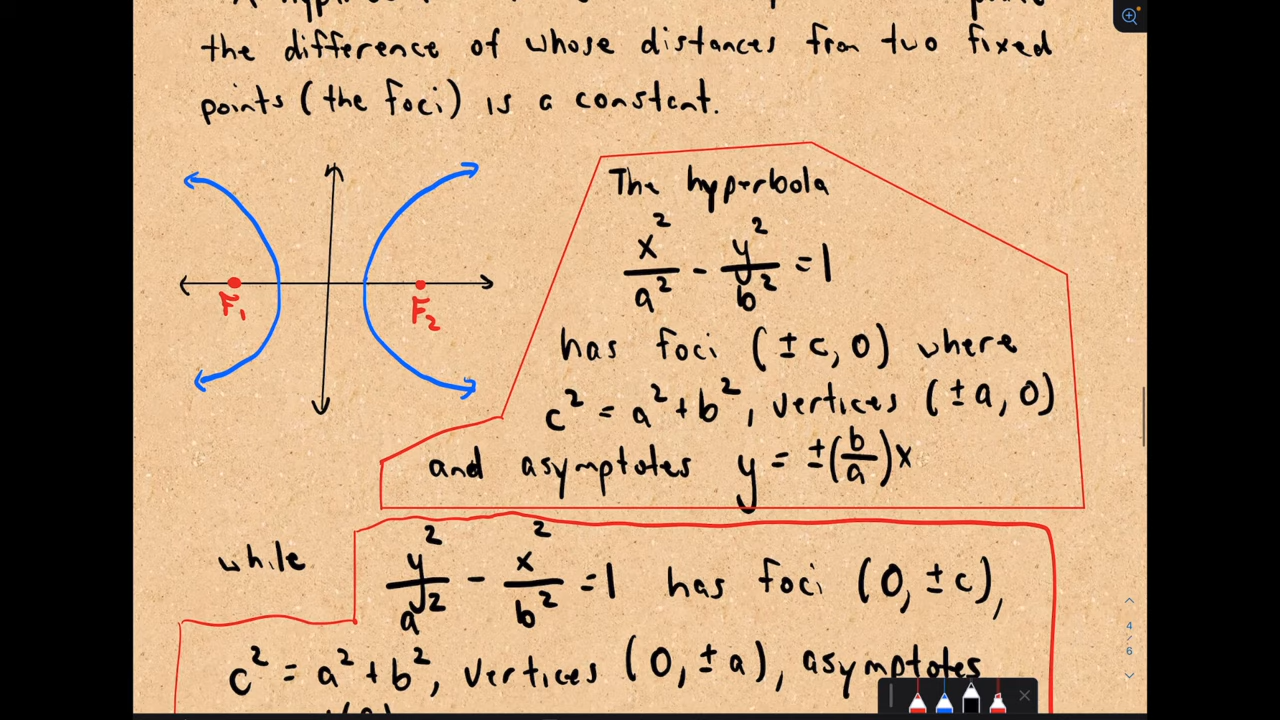 the difference of whose distances from two fixed
points (the foci) is a constant.
The hyperbola
x²/a² - y²/b² = 1
F₁
F₂
has foci (±c, 0) where
c² = a² + b², vertices (±a, 0)
and asymptotes y = ±(b/a)x
while y²/a² - x²/b² = 1 has foci (0, ±c),
c² = a² + b², vertices (0, ±a), asymptotes
4
/
6